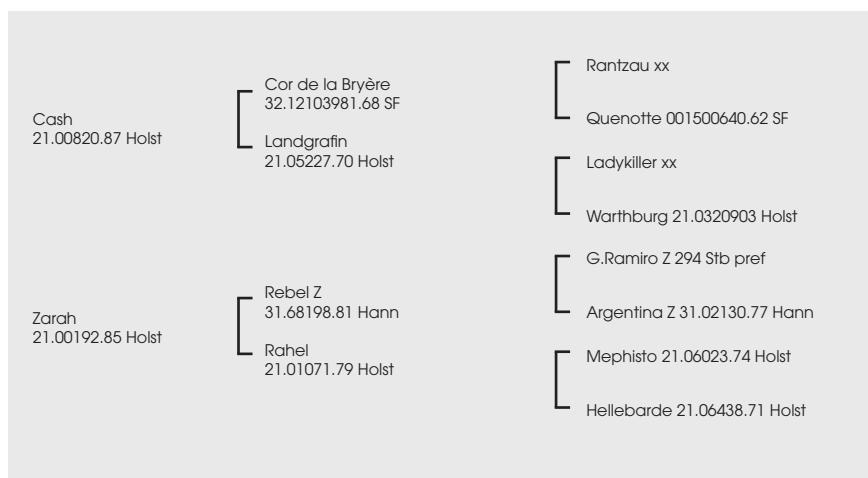 Cash
21.00820.87 Holst
Cor de la Bryère
32.12103981.68 SF
Landgrafin
21.05227.70 Holst
Rantzau xx
Quenotte 001500640.62 SF
Ladykiller xx
Warthburg 21.0320903 Holst
Zarah
21.00192.85 Holst
Rebel Z
31.68198.81 Hann
Rahel
21.01071.79 Holst
G.Ramiro Z 294 Stb pref
Argentina Z 31.02130.77 Hann
Mephisto 21.06023.74 Holst
Hellebarde 21.06438.71 Holst